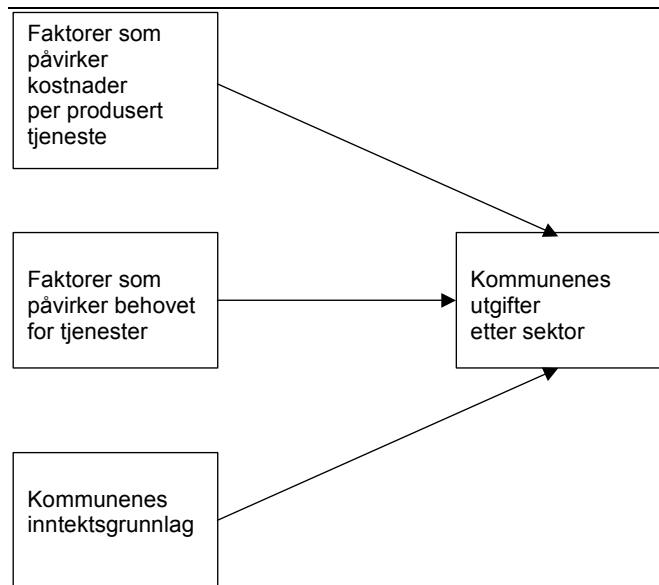 Faktorer som
påvirker
kostnader
per produsert
tjeneste
Faktorer som
påvirker behovet
for tjenester
Kommunenes
utgifter
etter sektor
Kommunenes
inntektsgrunnlag